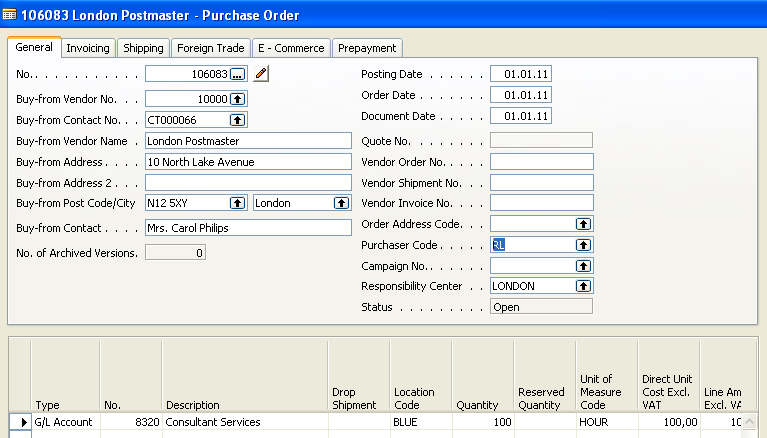 106083 London Postmaster - Purchase Order
General Invoicing Shipping Foreign Trade E - Commerce Prepayment
No. . . . . . . . . . . 106083 ...
Buy-from Vendor No. . . . 10000
Buy-from Contact No. . . . CT000066
Buy-from Vendor Name . London Postmaster
Buy-from Address . . . . 10 North Lake Avenue
Buy-from Address 2 . . . .
Buy-from Post Code/City N12 5XY London
Buy-from Contact . . . . Mrs. Carol Philips
No. of Archived Versions. 0
Posting Date . . . . . . 01.01.11
Order Date . . . . . . . 01.01.11
Document Date . . . . . 01.01.11
Quote No. . . . . . . .
Vendor Order No. . . . .
Vendor Shipment No. . . .
Vendor Invoice No. . . .
Order Address Code. . . .
Purchaser Code . . . . . RL
Campaign No. . . . . . .
Responsibility Center . . LONDON
Status . . . . . . . . . Open
Type No. Description Drop Shipment Location Code Quantity Reserved Quantity Unit of Measure Code Direct Unit Cost Excl. VAT Line Am Excl. VAT
G/L Account 8320 Consultant Services BLUE 100 HOUR 100,00 10